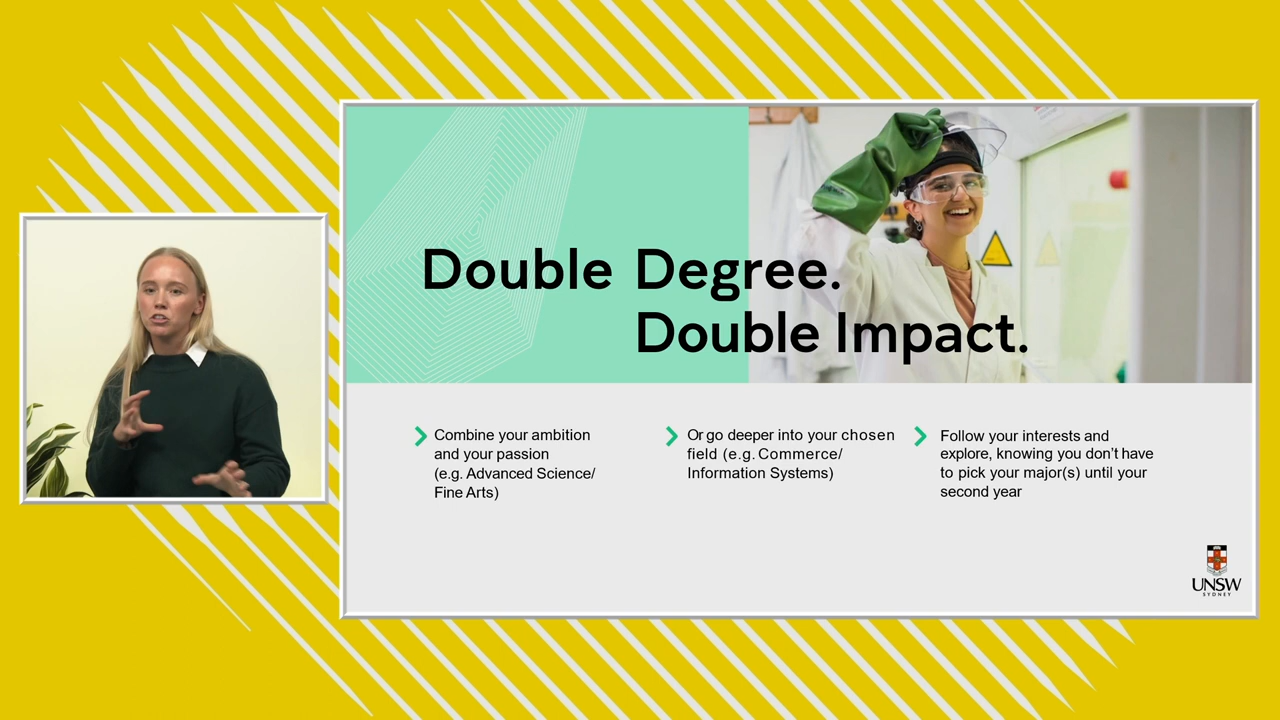 Double Degree.
Double Impact.
Combine your ambition
and your passion
(e.g. Advanced Science/
Fine Arts)
Or go deeper into your chosen
field (e.g. Commerce/
Information Systems)
Follow your interests and
explore, knowing you don't have
to pick your major(s) until your
second year
UNSW
SYDNEY